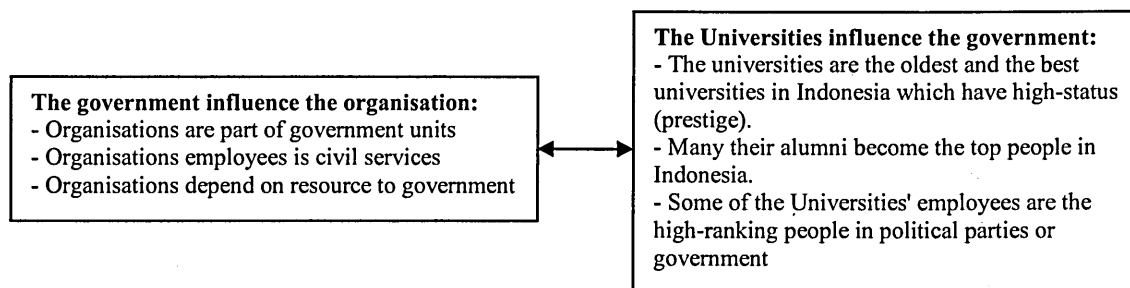 The government influence the organisation:
- Organisations are part of government units
- Organisations employees is civil services
- Organisations depend on resource to government
The Universities influence the government:
- The universities are the oldest and the best
universities in Indonesia which have high-status
(prestige).
- Many their alumni become the top people in
Indonesia.
- Some of the Universities' employees are the
high-ranking people in political parties or
government